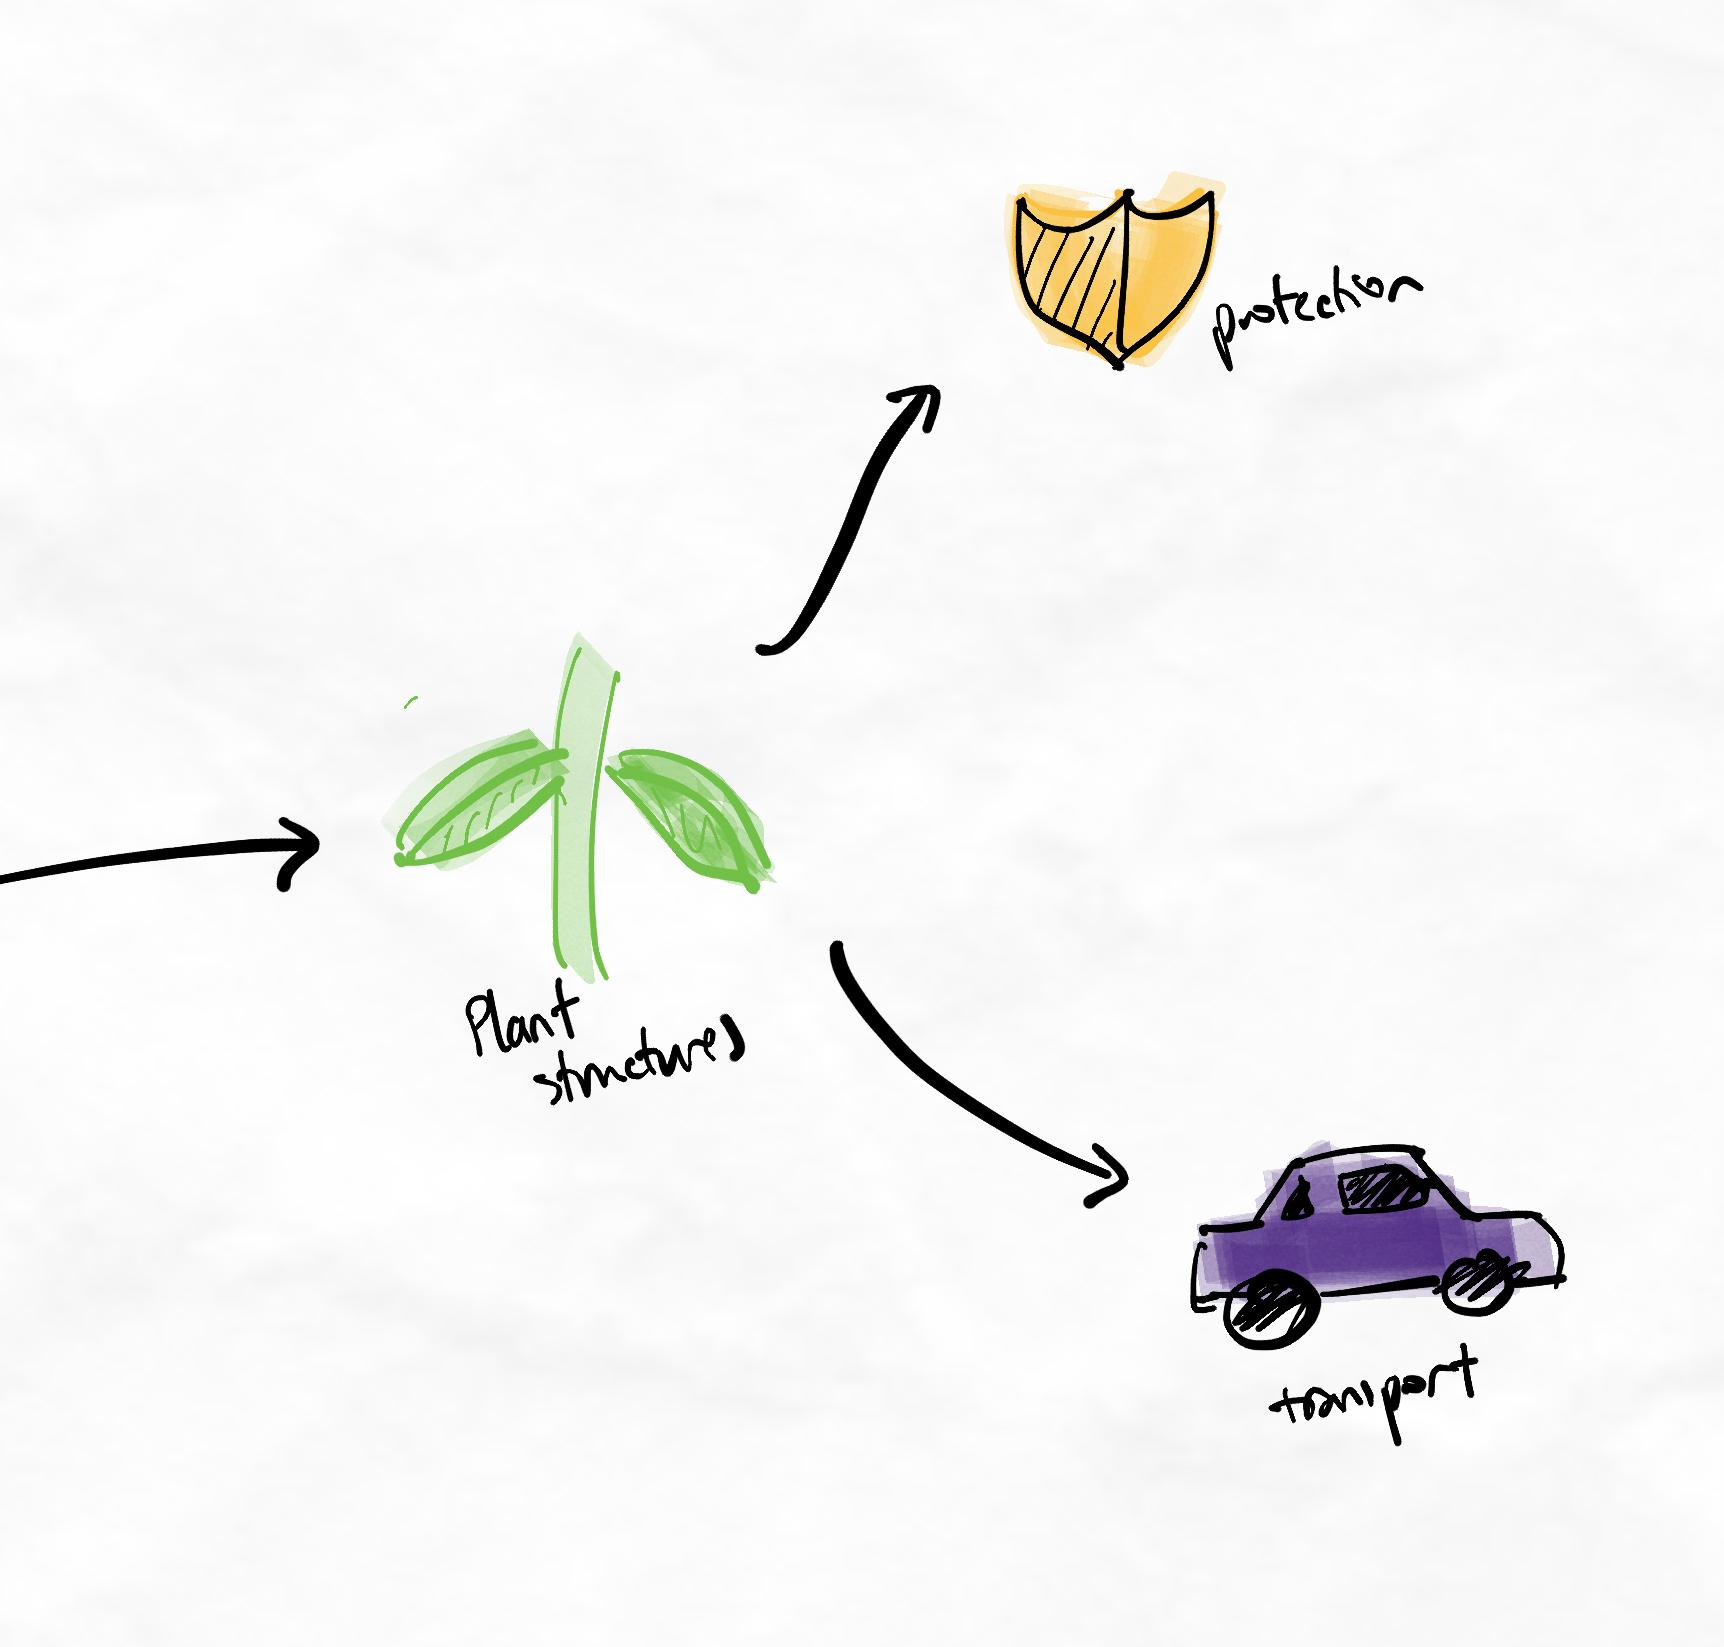 protection
Plant
structures
transport